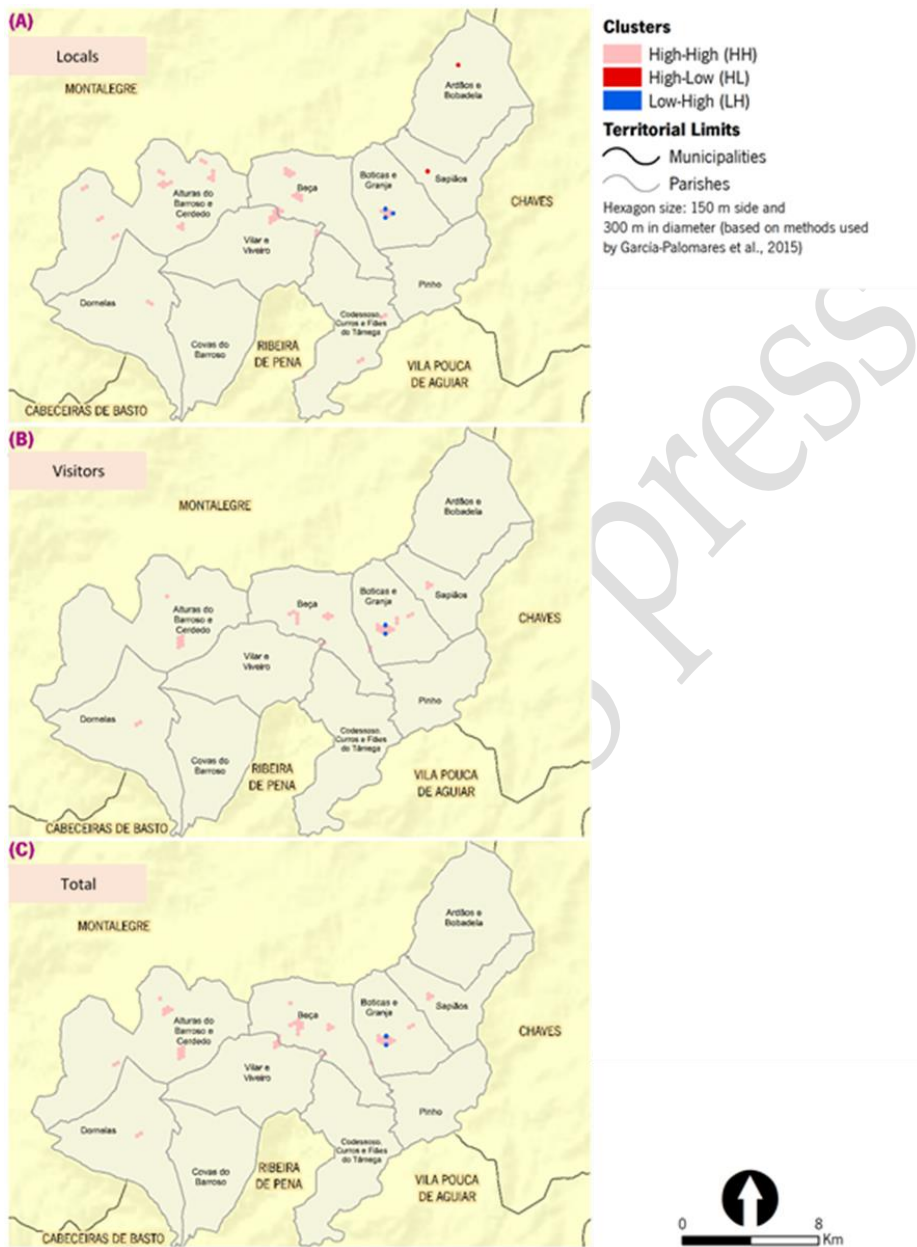 (A)
Locals
MONTALEGRE
Ardãos e
Bobadela
Alturas do
Barroso e
Cerdedo
Beça
Boticas e
Granja
Sapiãos
CHAVES
Vilar e
Viveiro
Pinho
Dornelas
Covas do
Barroso
RIBEIRA
DE PENA
Codessoso,
Curros e Fiães
do Tâmega
VILA POUCA
DE AGUIAR
CABECEIRAS DE BASTO
Clusters
High-High (HH)
High-Low (HL)
Low-High (LH)
Territorial Limits
Municipalities
Parishes
Hexagon size: 150 m side and
300 m in diameter (based on methods used
by García-Palomares et al., 2015)
press
(B)
Visitors
MONTALEGRE
Ardãos e
Bobadela
Alturas do
Barroso e
Cerdedo
Beça
Boticas e
Granja
Sapiãos
CHAVES
Vilar e
Viveiro
Pinho
Dornelas
Covas do
Barroso
RIBEIRA
DE PENA
Codessoso,
Curros e Fiães
do Tâmega
VILA POUCA
DE AGUIAR
CABECEIRAS DE BASTO
(C)
Total
MONTALEGRE
Ardãos e
Bobadela
Alturas do
Barroso e
Cerdedo
Beça
Boticas e
Granja
Sapiãos
CHAVES
Vilar e
Viveiro
Pinho
Dornelas
Covas do
Barroso
RIBEIRA
DE PENA
Codessoso,
Curros e Fiães
do Tâmega
VILA POUCA
DE AGUIAR
CABECEIRAS DE BASTO
0 8
Km